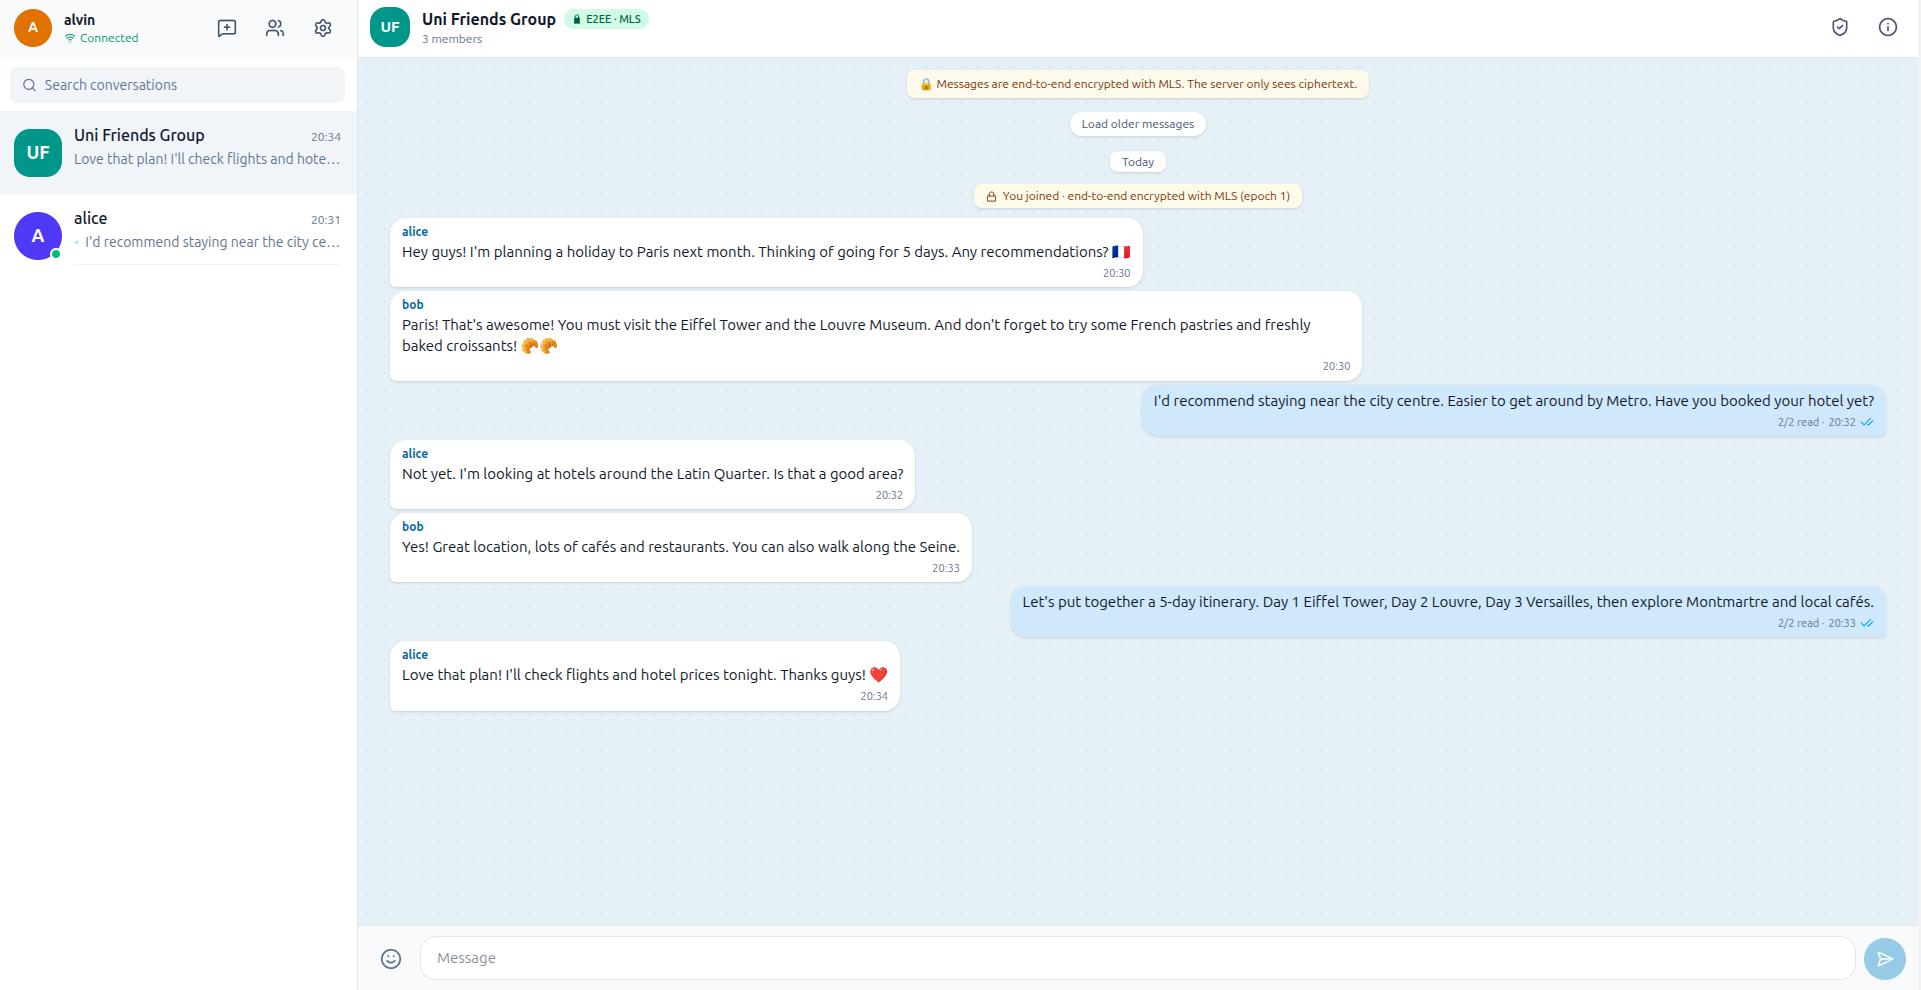 A
alvin
Connected
Search conversations
UF
Uni Friends Group
20:34
Love that plan! I'll check flights and hote...
A
alice
20:31
I'd recommend staying near the city ce...
UF
Uni Friends Group
E2EE · MLS
3 members
🔒 Messages are end-to-end encrypted with MLS. The server only sees ciphertext.
Load older messages
Today
You joined · end-to-end encrypted with MLS (epoch 1)
alice
Hey guys! I'm planning a holiday to Paris next month. Thinking of going for 5 days. Any recommendations? 🇫🇷
20:30
bob
Paris! That's awesome! You must visit the Eiffel Tower and the Louvre Museum. And don't forget to try some French pastries and freshly
baked croissants! 🥐🥐
20:30
I'd recommend staying near the city centre. Easier to get around by Metro. Have you booked your hotel yet?
2/2 read · 20:32
alice
Not yet. I'm looking at hotels around the Latin Quarter. Is that a good area?
20:32
bob
Yes! Great location, lots of cafés and restaurants. You can also walk along the Seine.
20:33
Let's put together a 5-day itinerary. Day 1 Eiffel Tower, Day 2 Louvre, Day 3 Versailles, then explore Montmartre and local cafés.
2/2 read · 20:33
alice
Love that plan! I'll check flights and hotel prices tonight. Thanks guys! ❤️
20:34
Message